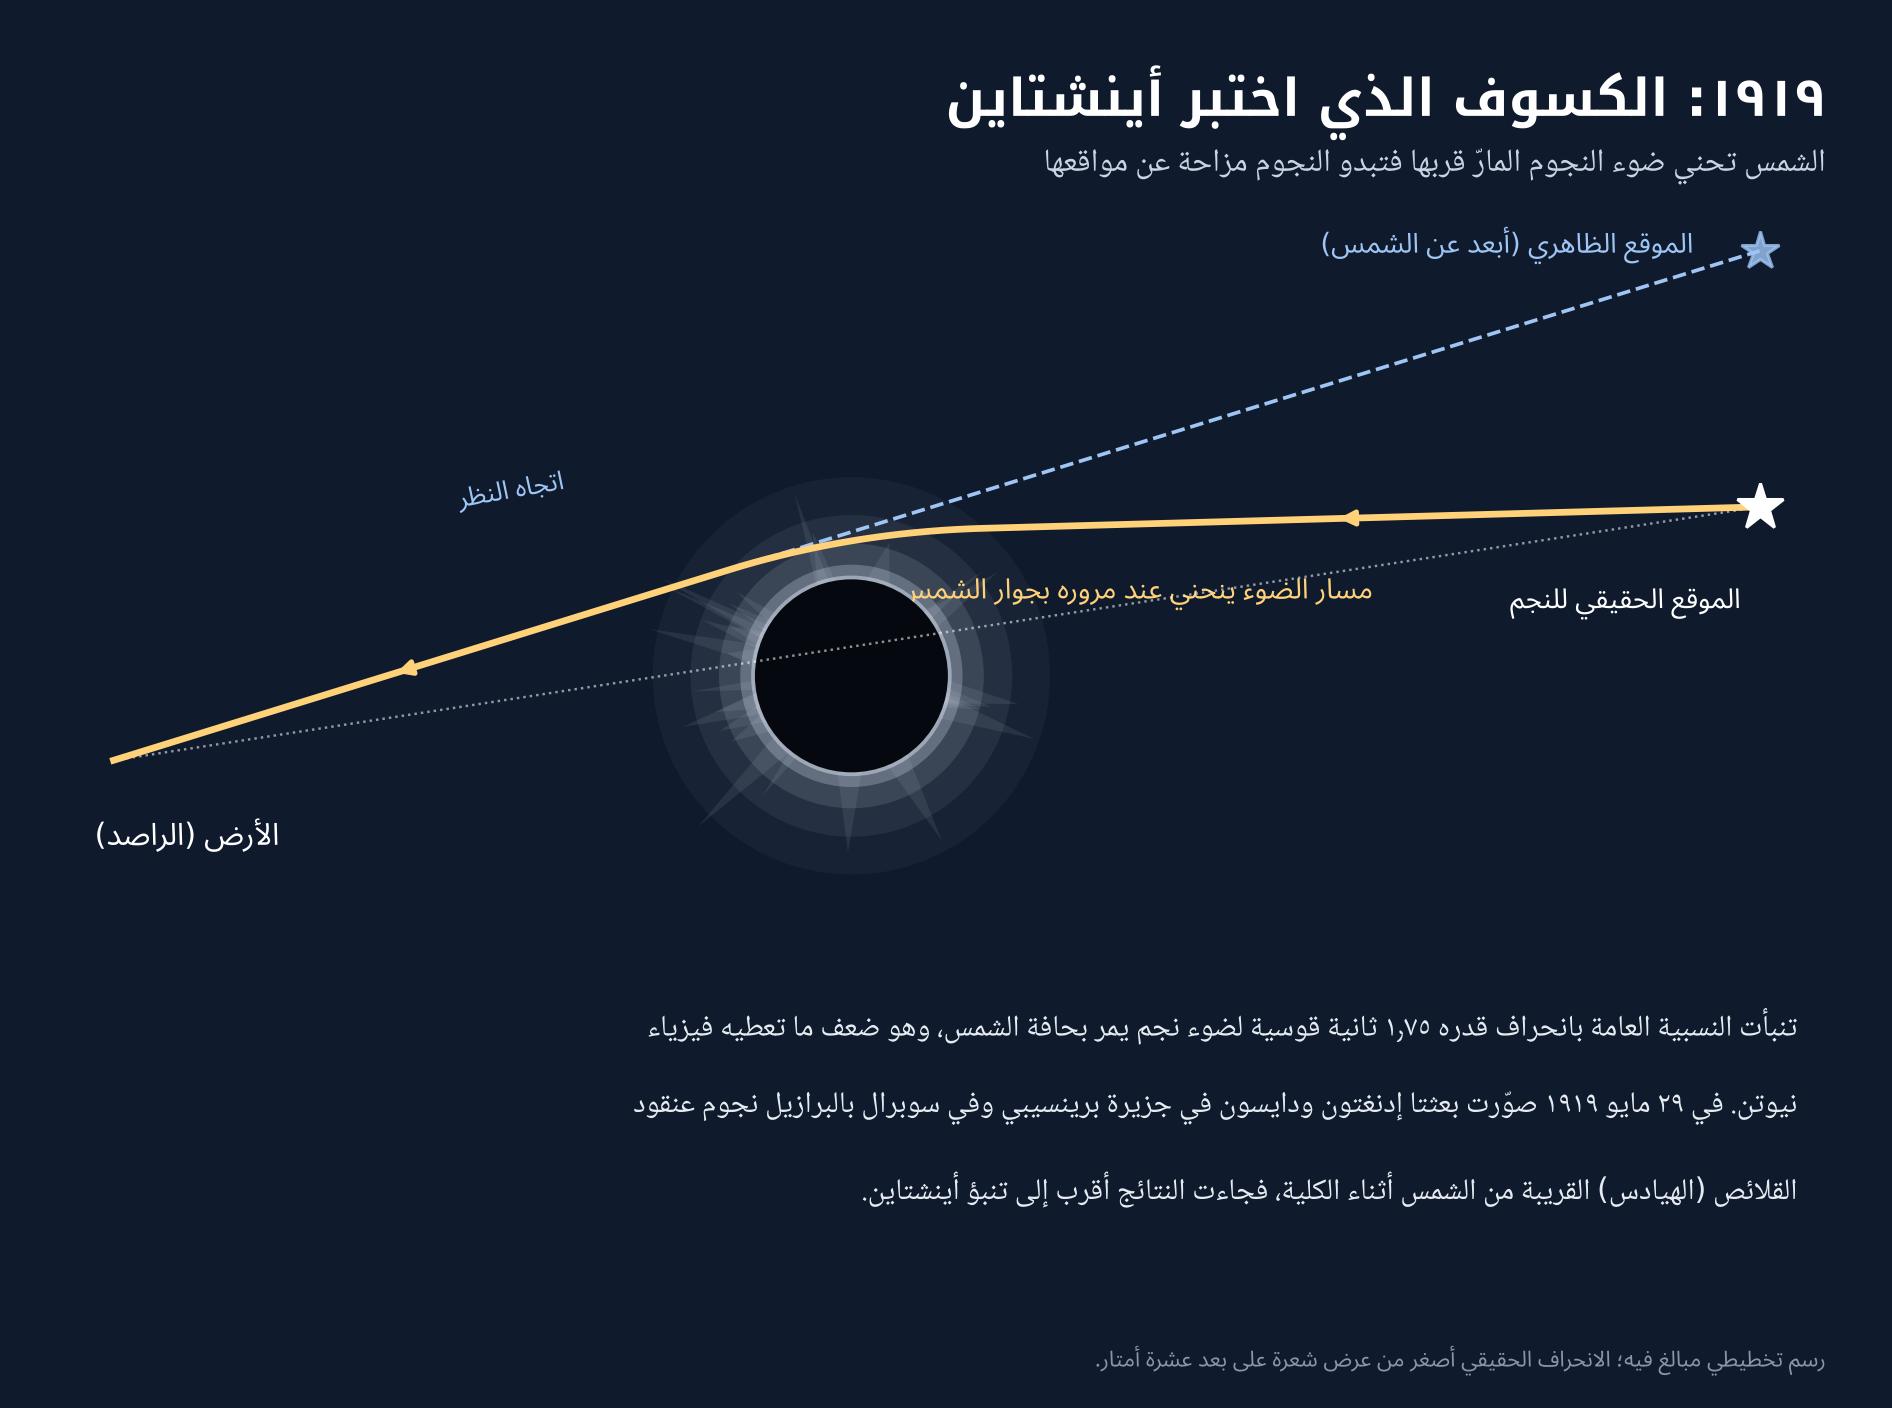 ١٩١٩: الكسوف الذي اختبر أينشتاين
الشمس تحني ضوء النجوم المارّ قربها فتبدو النجوم مزاحة عن مواقعها
الموقع الظاهري (أبعد عن الشمس)
اتجاه النظر
مسار الضوء ينحني عند مروره بجوار الشمس
الموقع الحقيقي للنجم
الأرض (الراصد)
تنبأت النسبية العامة بانحراف قدره ١,٧٥ ثانية قوسية لضوء نجم يمر بحافة الشمس، وهو ضعف ما تعطيه فيزياء
نيوتن. في ٢٩ مايو ١٩١٩ صوّرت بعثتا إدنغتون ودايسون في جزيرة برينسيبي وفي سوبرال بالبرازيل نجوم عنقود
القلائص (الهيادس) القريبة من الشمس أثناء الكلية، فجاءت النتائج أقرب إلى تنبؤ أينشتاين.
رسم تخطيطي مبالغ فيه؛ الانحراف الحقيقي أصغر من عرض شعرة على بعد عشرة أمتار.